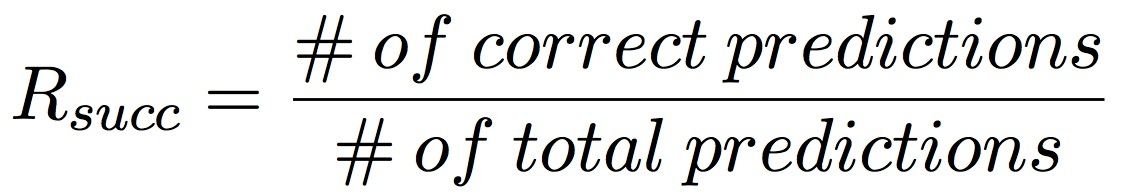 # of correct predictions
R_succ =
# of total predictions